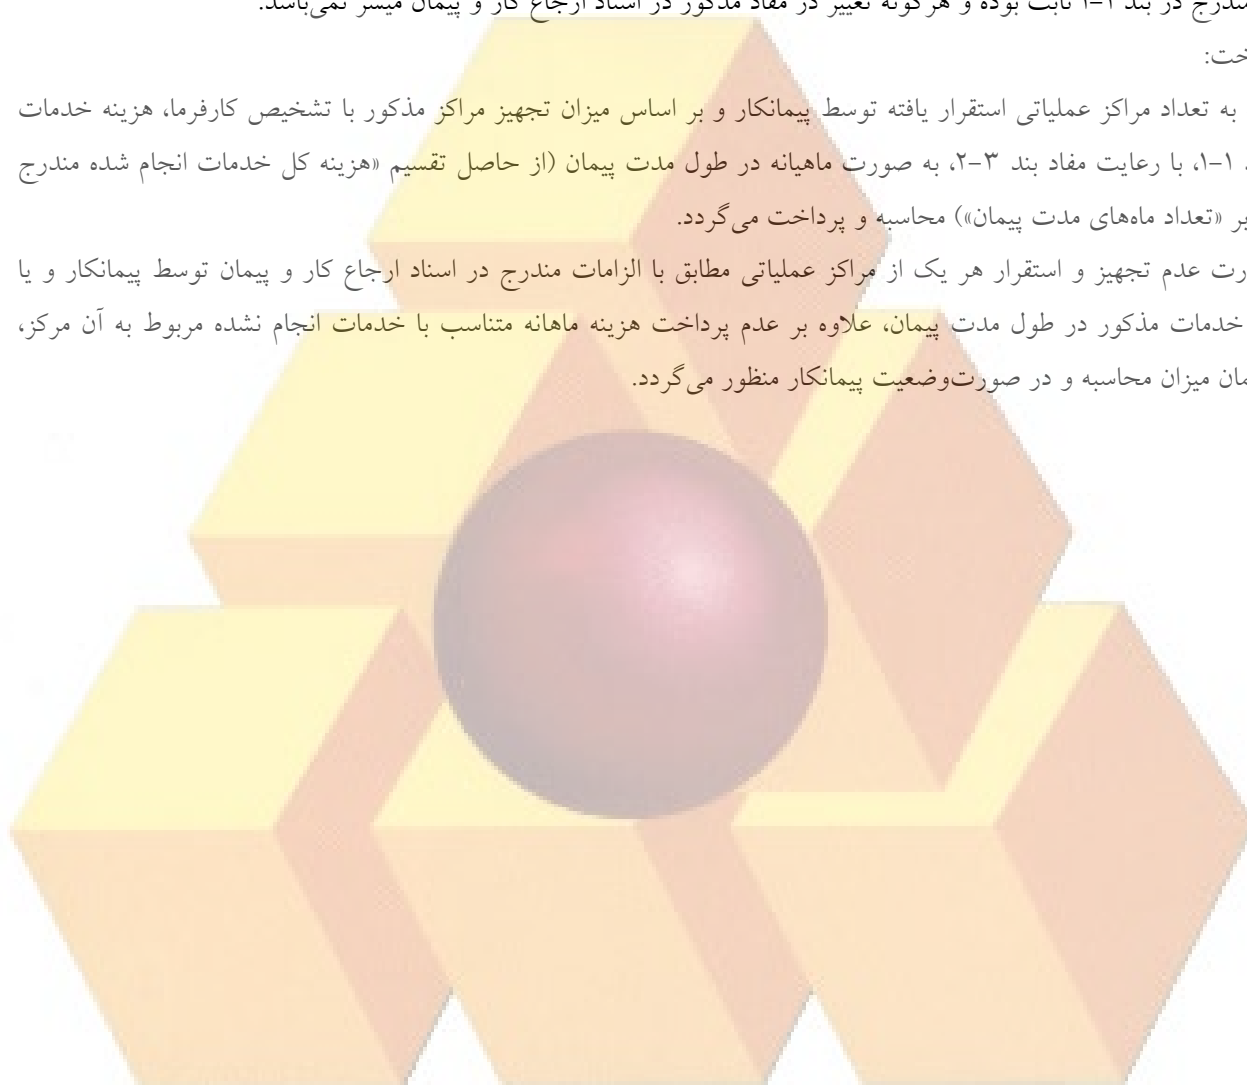 مندرج در بند ۱-۱ ثابت بوده و هرگونه تغییر در مفاد مذکور در اسناد ارجاع کار و پیمان میسر نمی‌باشد.
خت:
به تعداد مراکز عملیاتی استقرار یافته توسط پیمانکار و بر اساس میزان تجهیز مراکز مذکور با تشخیص کارفرما، هزینه خدمات
۱-۱، با رعایت مفاد بند ۳-۲، به صورت ماهیانه در طول مدت پیمان (از حاصل تقسیم «هزینه کل خدمات انجام شده مندرج
بر «تعداد ماه‌های مدت پیمان») محاسبه و پرداخت می‌گردد.
رت عدم تجهیز و استقرار هر یک از مراکز عملیاتی مطابق با الزامات مندرج در اسناد ارجاع کار و پیمان توسط پیمانکار و یا
خدمات مذکور در طول مدت پیمان، علاوه بر عدم پرداخت هزینه ماهانه متناسب با خدمات انجام نشده مربوط به آن مرکز،
مان میزان محاسبه و در صورت‌وضعیت پیمانکار منظور می‌گردد.